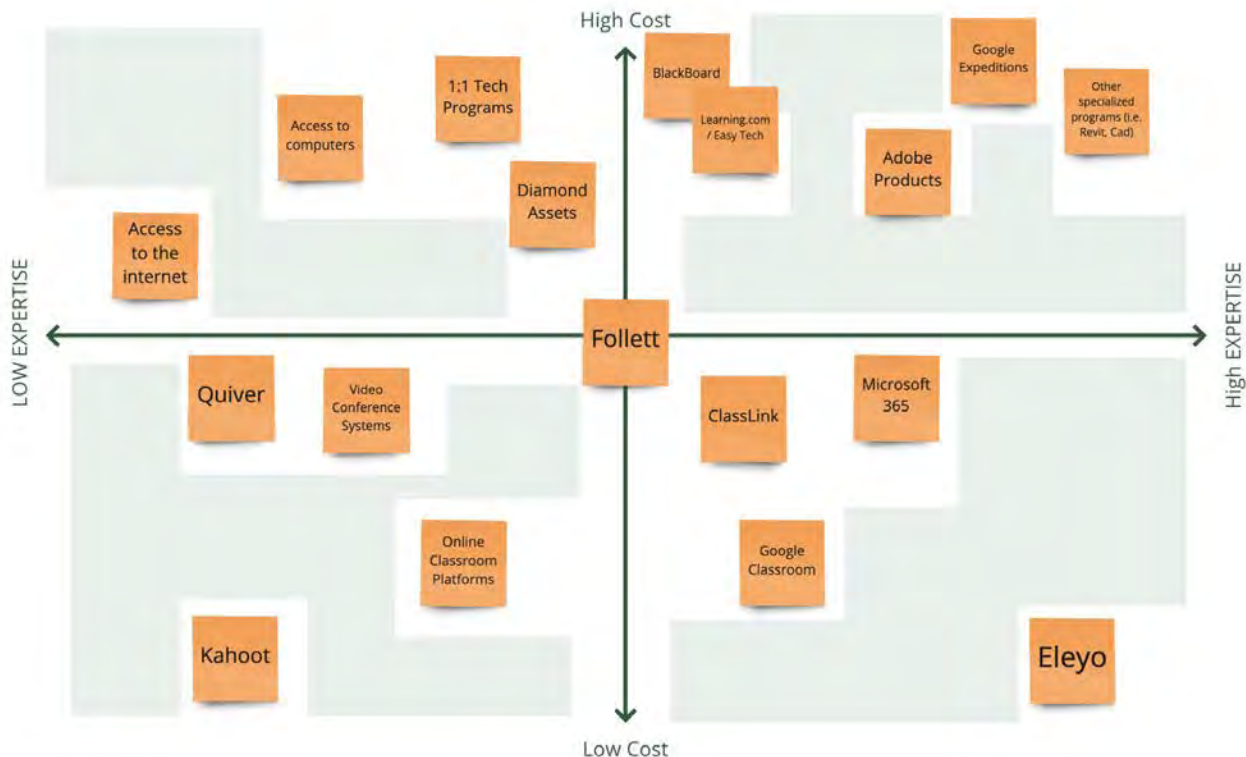 High Cost
BlackBoard
Learning.com
/ Easy Tech
Google
Expeditions
Other
specialized
programs (i.e.
Revit, Cad)
Adobe
Products
1:1 Tech
Programs
Access to
computers
Diamond
Assets
Access
to the
internet
LOW EXPERTISE
Follett
High EXPERTISE
Quiver
Video
Conference
Systems
ClassLink
Microsoft
365
Online
Classroom
Platforms
Google
Classroom
Kahoot
Eleyo
Low Cost